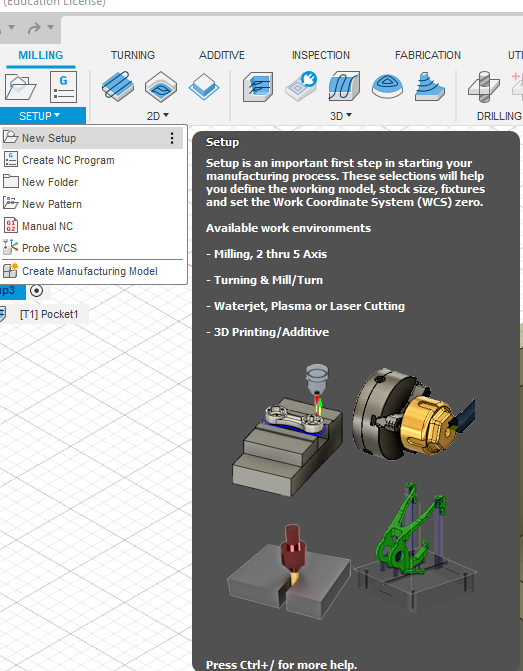 (Education License)
MILLING TURNING ADDITIVE INSPECTION FABRICATION UTI
G
SETUP 2D 3D DRILLING
New Setup
Create NC Program
New Folder
New Pattern
Manual NC
Probe WCS
Create Manufacturing Model
up3
[T1] Pocket1
Setup
Setup is an important first step in starting your
manufacturing process. These selections will help
you define the working model, stock size, fixtures
and set the Work Coordinate System (WCS) zero.
Available work environments
- Milling, 2 thru 5 Axis
- Turning & Mill/Turn
- Waterjet, Plasma or Laser Cutting
- 3D Printing/Additive
Press Ctrl+/ for more help.